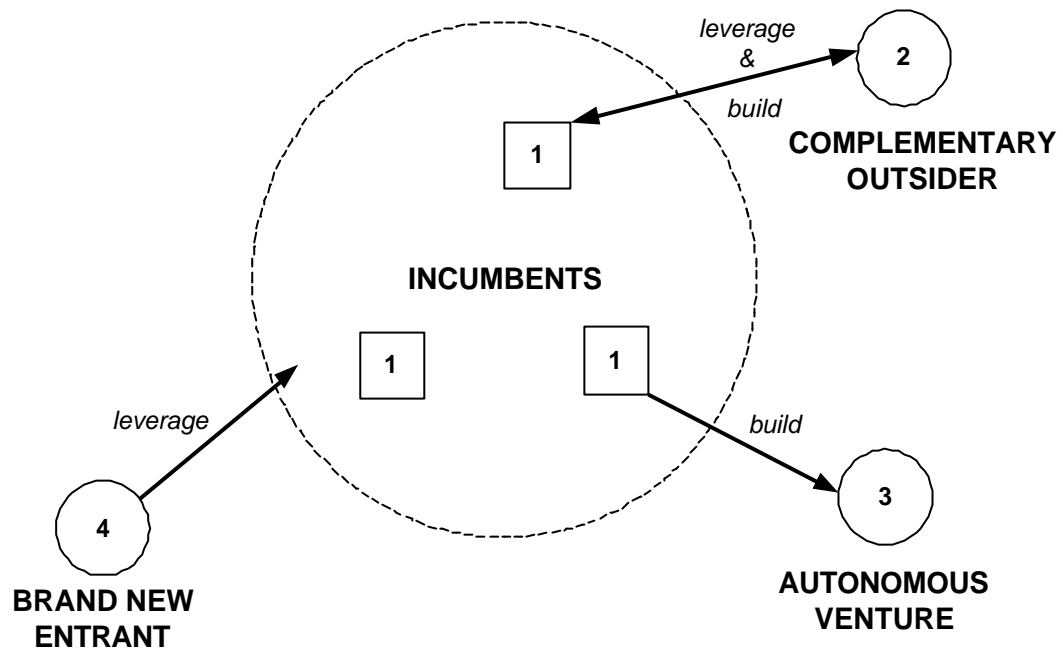 leverage
&
build
2
COMPLEMENTARY
OUTSIDER
1
INCUMBENTS
1
1
leverage
build
4
3
BRAND NEW
ENTRANT
AUTONOMOUS
VENTURE